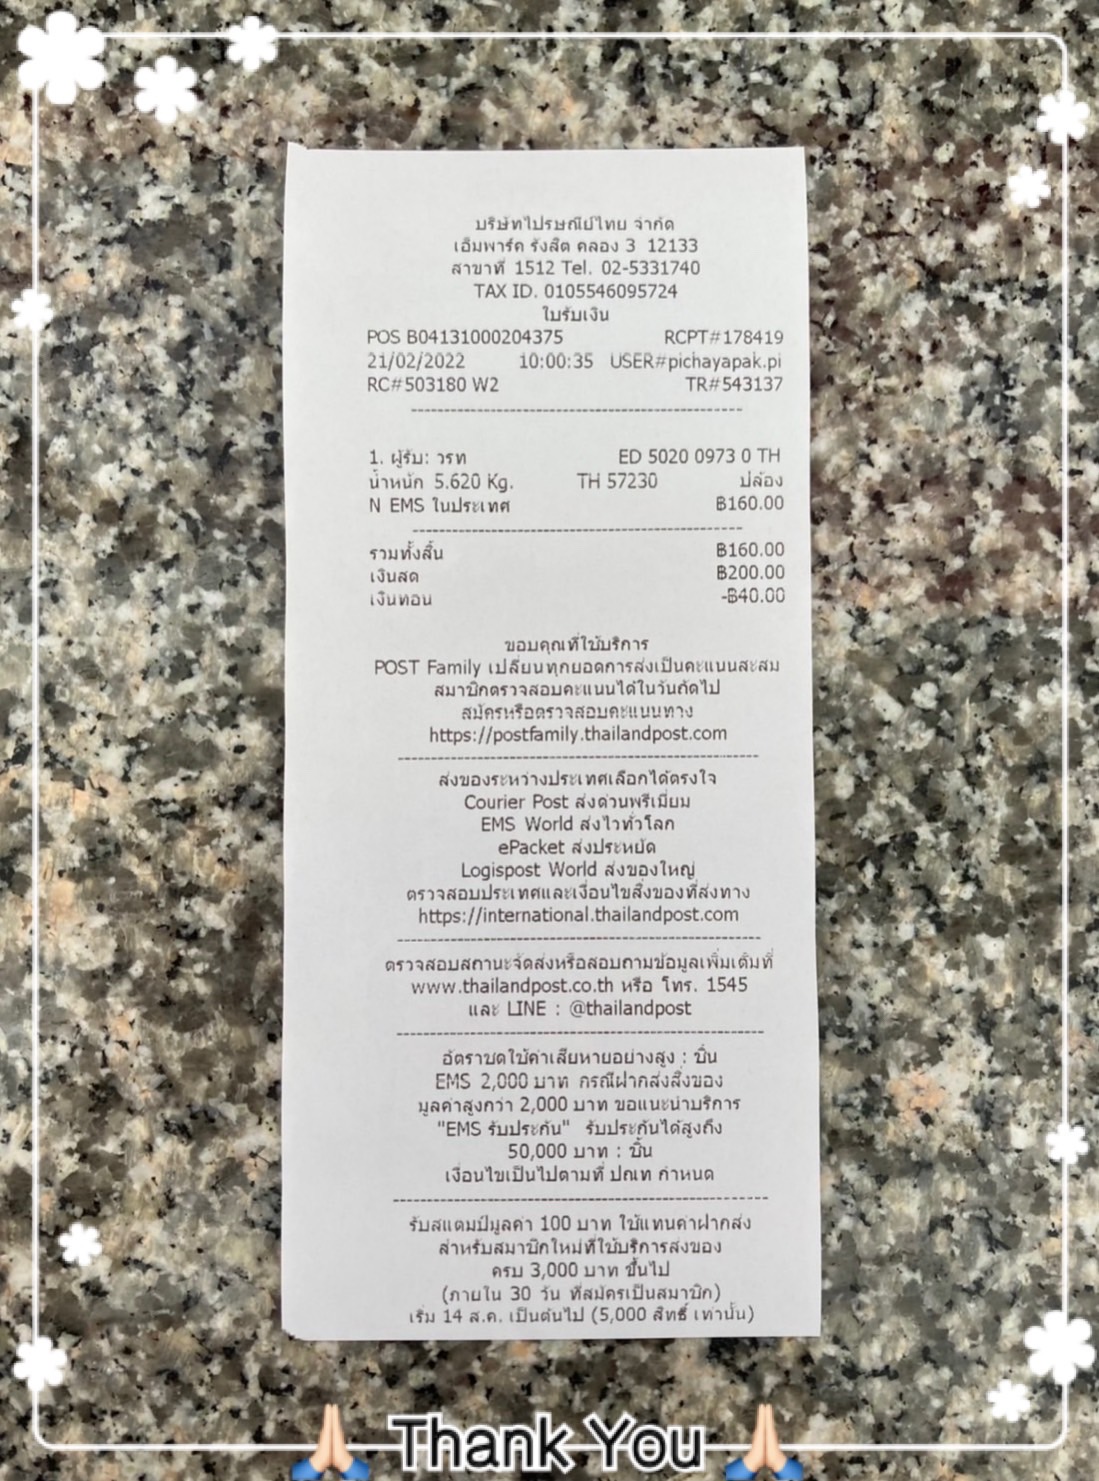 บริษัทไปรษณีย์ไทย จำกัด
เอ็มพาร์ค รังสิต คลอง 3 12133
สาขาที่ 1512 Tel. 02-5331740
TAX ID. 0105546095724
ใบรับเงิน
POS B04131000204375 RCPT#178419
21/02/2022 10:00:35 USER#pichayapak.pi
RC#503180 W2 TR#543137
1. ผู้รับ: วรท ED 5020 0973 0 TH
น้ำหนัก 5.620 Kg. TH 57230 ปล้อง
N EMS ในประเทศ ฿160.00
รวมทั้งสิ้น ฿160.00
เงินสด ฿200.00
เงินทอน -฿40.00
ขอบคุณที่ใช้บริการ
POST Family เปลี่ยนทุกยอดการส่งเป็นคะแนนสะสม
สมาชิกตรวจสอบคะแนนได้ในวันถัดไป
สมัครหรือตรวจสอบคะแนนทาง
https://postfamily.thailandpost.com
ส่งของระหว่างประเทศเลือกได้ตรงใจ
Courier Post ส่งด่วนพรีเมี่ยม
EMS World ส่งไวทั่วโลก
ePacket ส่งประหยัด
Logispost World ส่งของใหญ่
ตรวจสอบประเทศและเงื่อนไขสิ่งของที่ส่งทาง
https://international.thailandpost.com
ตรวจสอบสถานะจัดส่งหรือสอบถามข้อมูลเพิ่มเติมที่
www.thailandpost.co.th หรือ โทร. 1545
และ LINE : @thailandpost
อัตราชดใช้ค่าเสียหายอย่างสูง : ชิ้น
EMS 2,000 บาท กรณีฝากส่งสิ่งของ
มูลค่าสูงกว่า 2,000 บาท ขอแนะนำบริการ
"EMS รับประกัน" รับประกันได้สูงถึง
50,000 บาท : ชิ้น
เงื่อนไขเป็นไปตามที่ ปณท กำหนด
รับสแตมป์มูลค่า 100 บาท ใช้แทนค่าฝากส่ง
สำหรับสมาชิกใหม่ที่ใช้บริการส่งของ
ครบ 3,000 บาท ขึ้นไป
(ภายใน 30 วัน ที่สมัครเป็นสมาชิก)
เริ่ม 14 ส.ค. เป็นต้นไป (5,000 สิทธิ์ เท่านั้น)
Thank You